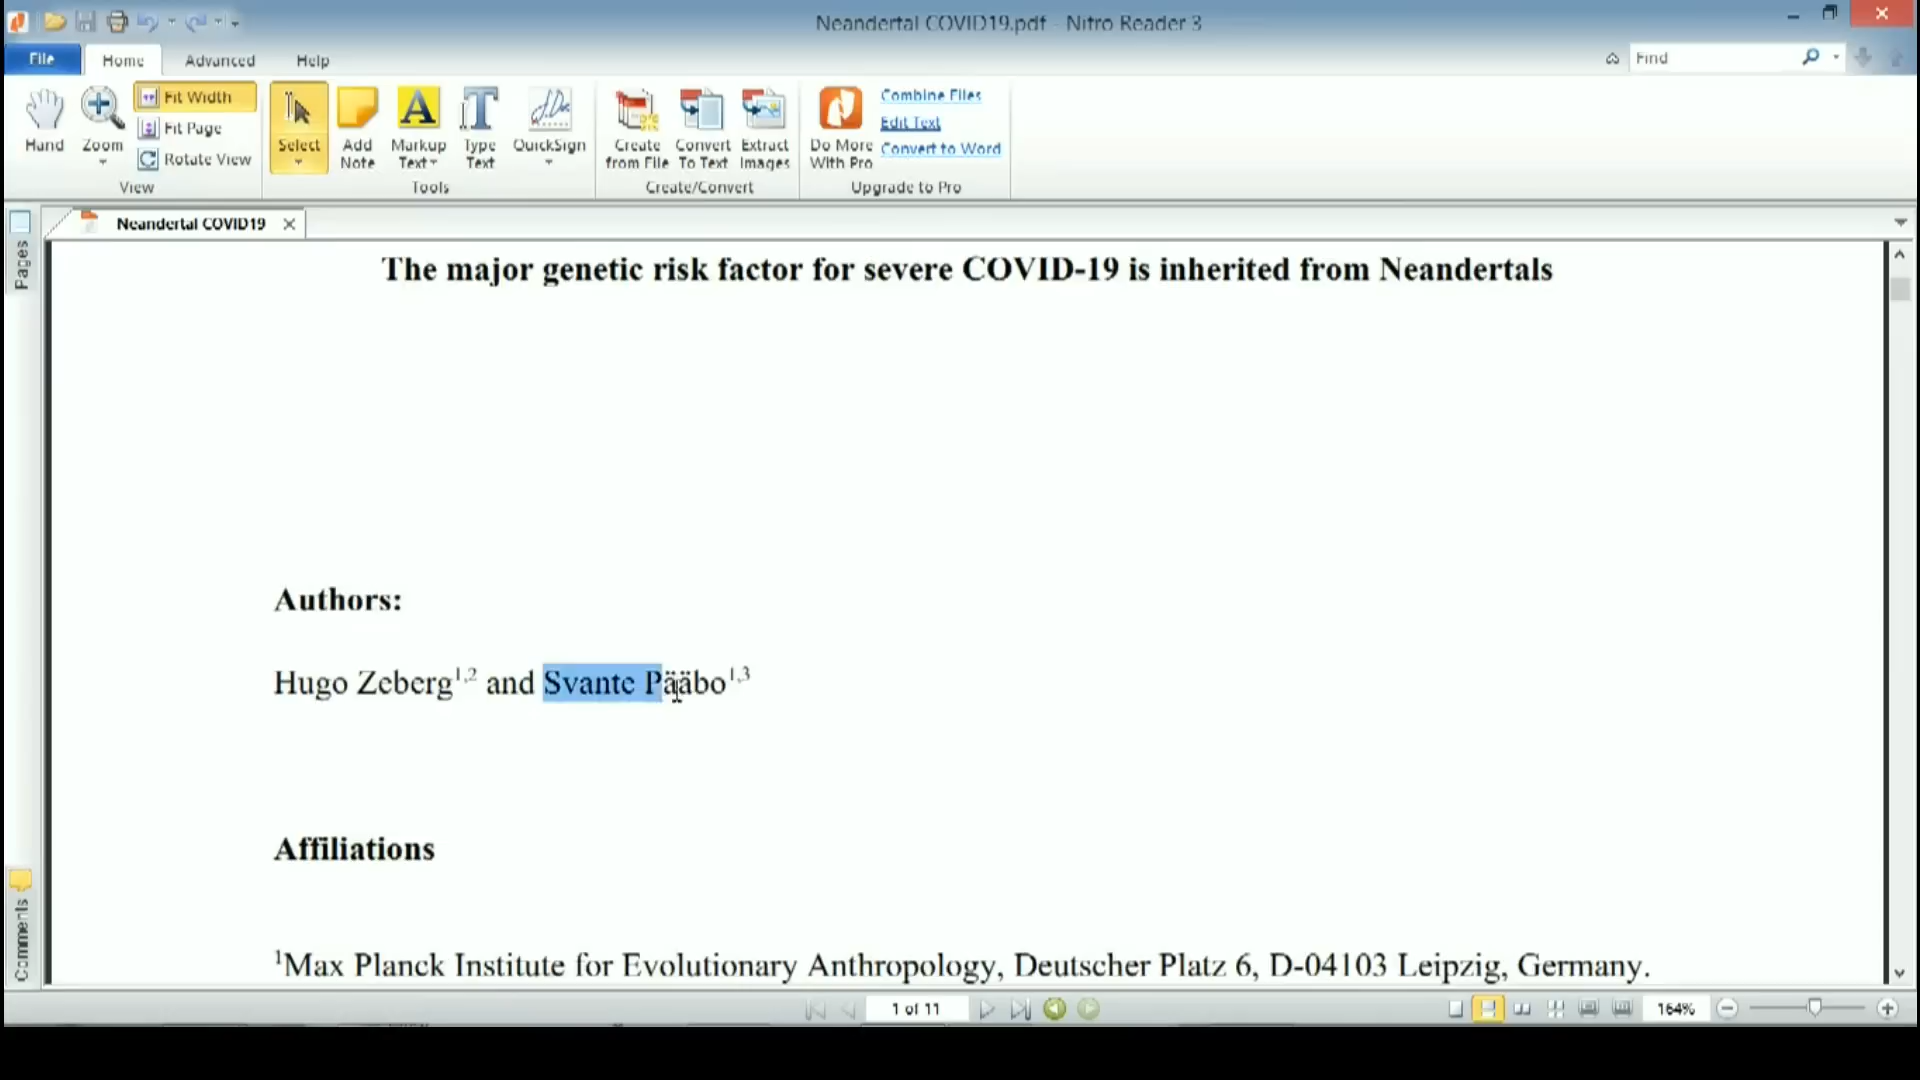 Neandertal COVID19.pdf - Nitro Reader 3
File Home Advanced Help
Find
Hand
Zoom
Fit Width
Fit Page
Rotate View
View
Select
Add Note
Markup Text
Type Text
QuickSign
Tools
Create from File
Convert To Text
Extract Images
Create/Convert
Do More With Pro
Combine Files
Edit Text
Convert to Word
Upgrade to Pro
Neandertal COVID19
Pages
The major genetic risk factor for severe COVID-19 is inherited from Neandertals
Authors:
Hugo Zeberg1,2 and Svante Pääbo1,3
Affiliations
1Max Planck Institute for Evolutionary Anthropology, Deutscher Platz 6, D-04103 Leipzig, Germany.
Comments
1 of 11
164%